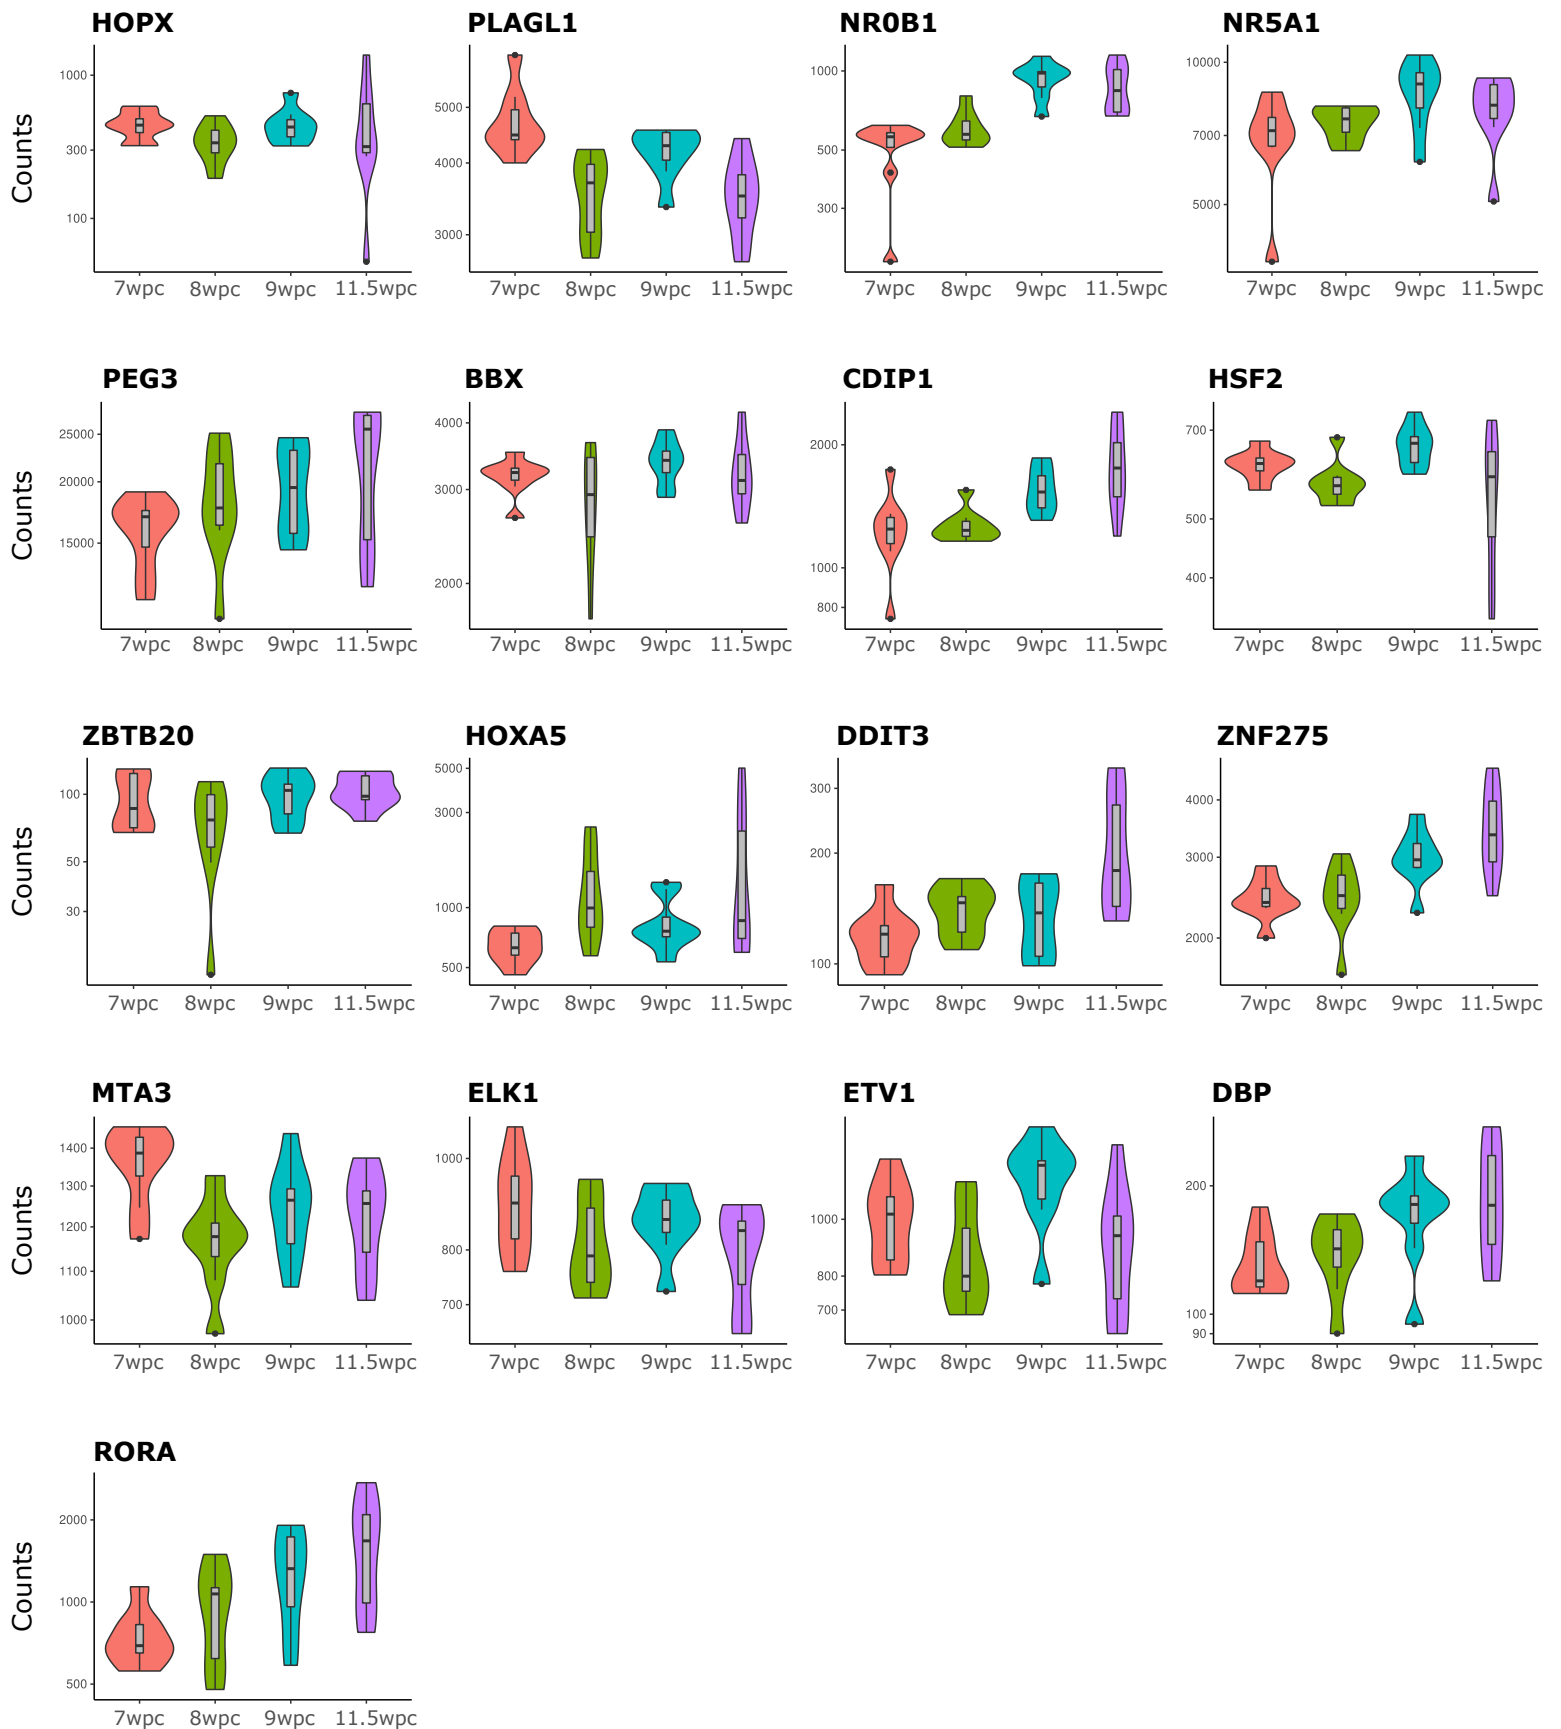 HOPX PLAGL1 NR0B1 NR5A1
Counts
1000 300 100
5000 4000 3000
1000 500 300
10000 7000 5000
7wpc 8wpc 9wpc 11.5wpc 7wpc 8wpc 9wpc 11.5wpc 7wpc 8wpc 9wpc 11.5wpc 7wpc 8wpc 9wpc 11.5wpc
PEG3 BBX CDIP1 HSF2
Counts
25000 20000 15000
4000 3000 2000
2000 1000 800
700 500 400
7wpc 8wpc 9wpc 11.5wpc 7wpc 8wpc 9wpc 11.5wpc 7wpc 8wpc 9wpc 11.5wpc 7wpc 8wpc 9wpc 11.5wpc
ZBTB20 HOXA5 DDIT3 ZNF275
Counts
100 50 30
5000 3000 1000 500
300 200 100
4000 3000 2000
7wpc 8wpc 9wpc 11.5wpc 7wpc 8wpc 9wpc 11.5wpc 7wpc 8wpc 9wpc 11.5wpc 7wpc 8wpc 9wpc 11.5wpc
MTA3 ELK1 ETV1 DBP
Counts
1400 1300 1200 1100 1000
1000 800 700
1000 800 700
200 100 90
7wpc 8wpc 9wpc 11.5wpc 7wpc 8wpc 9wpc 11.5wpc 7wpc 8wpc 9wpc 11.5wpc 7wpc 8wpc 9wpc 11.5wpc
RORA
Counts
2000 1000 500
7wpc 8wpc 9wpc 11.5wpc